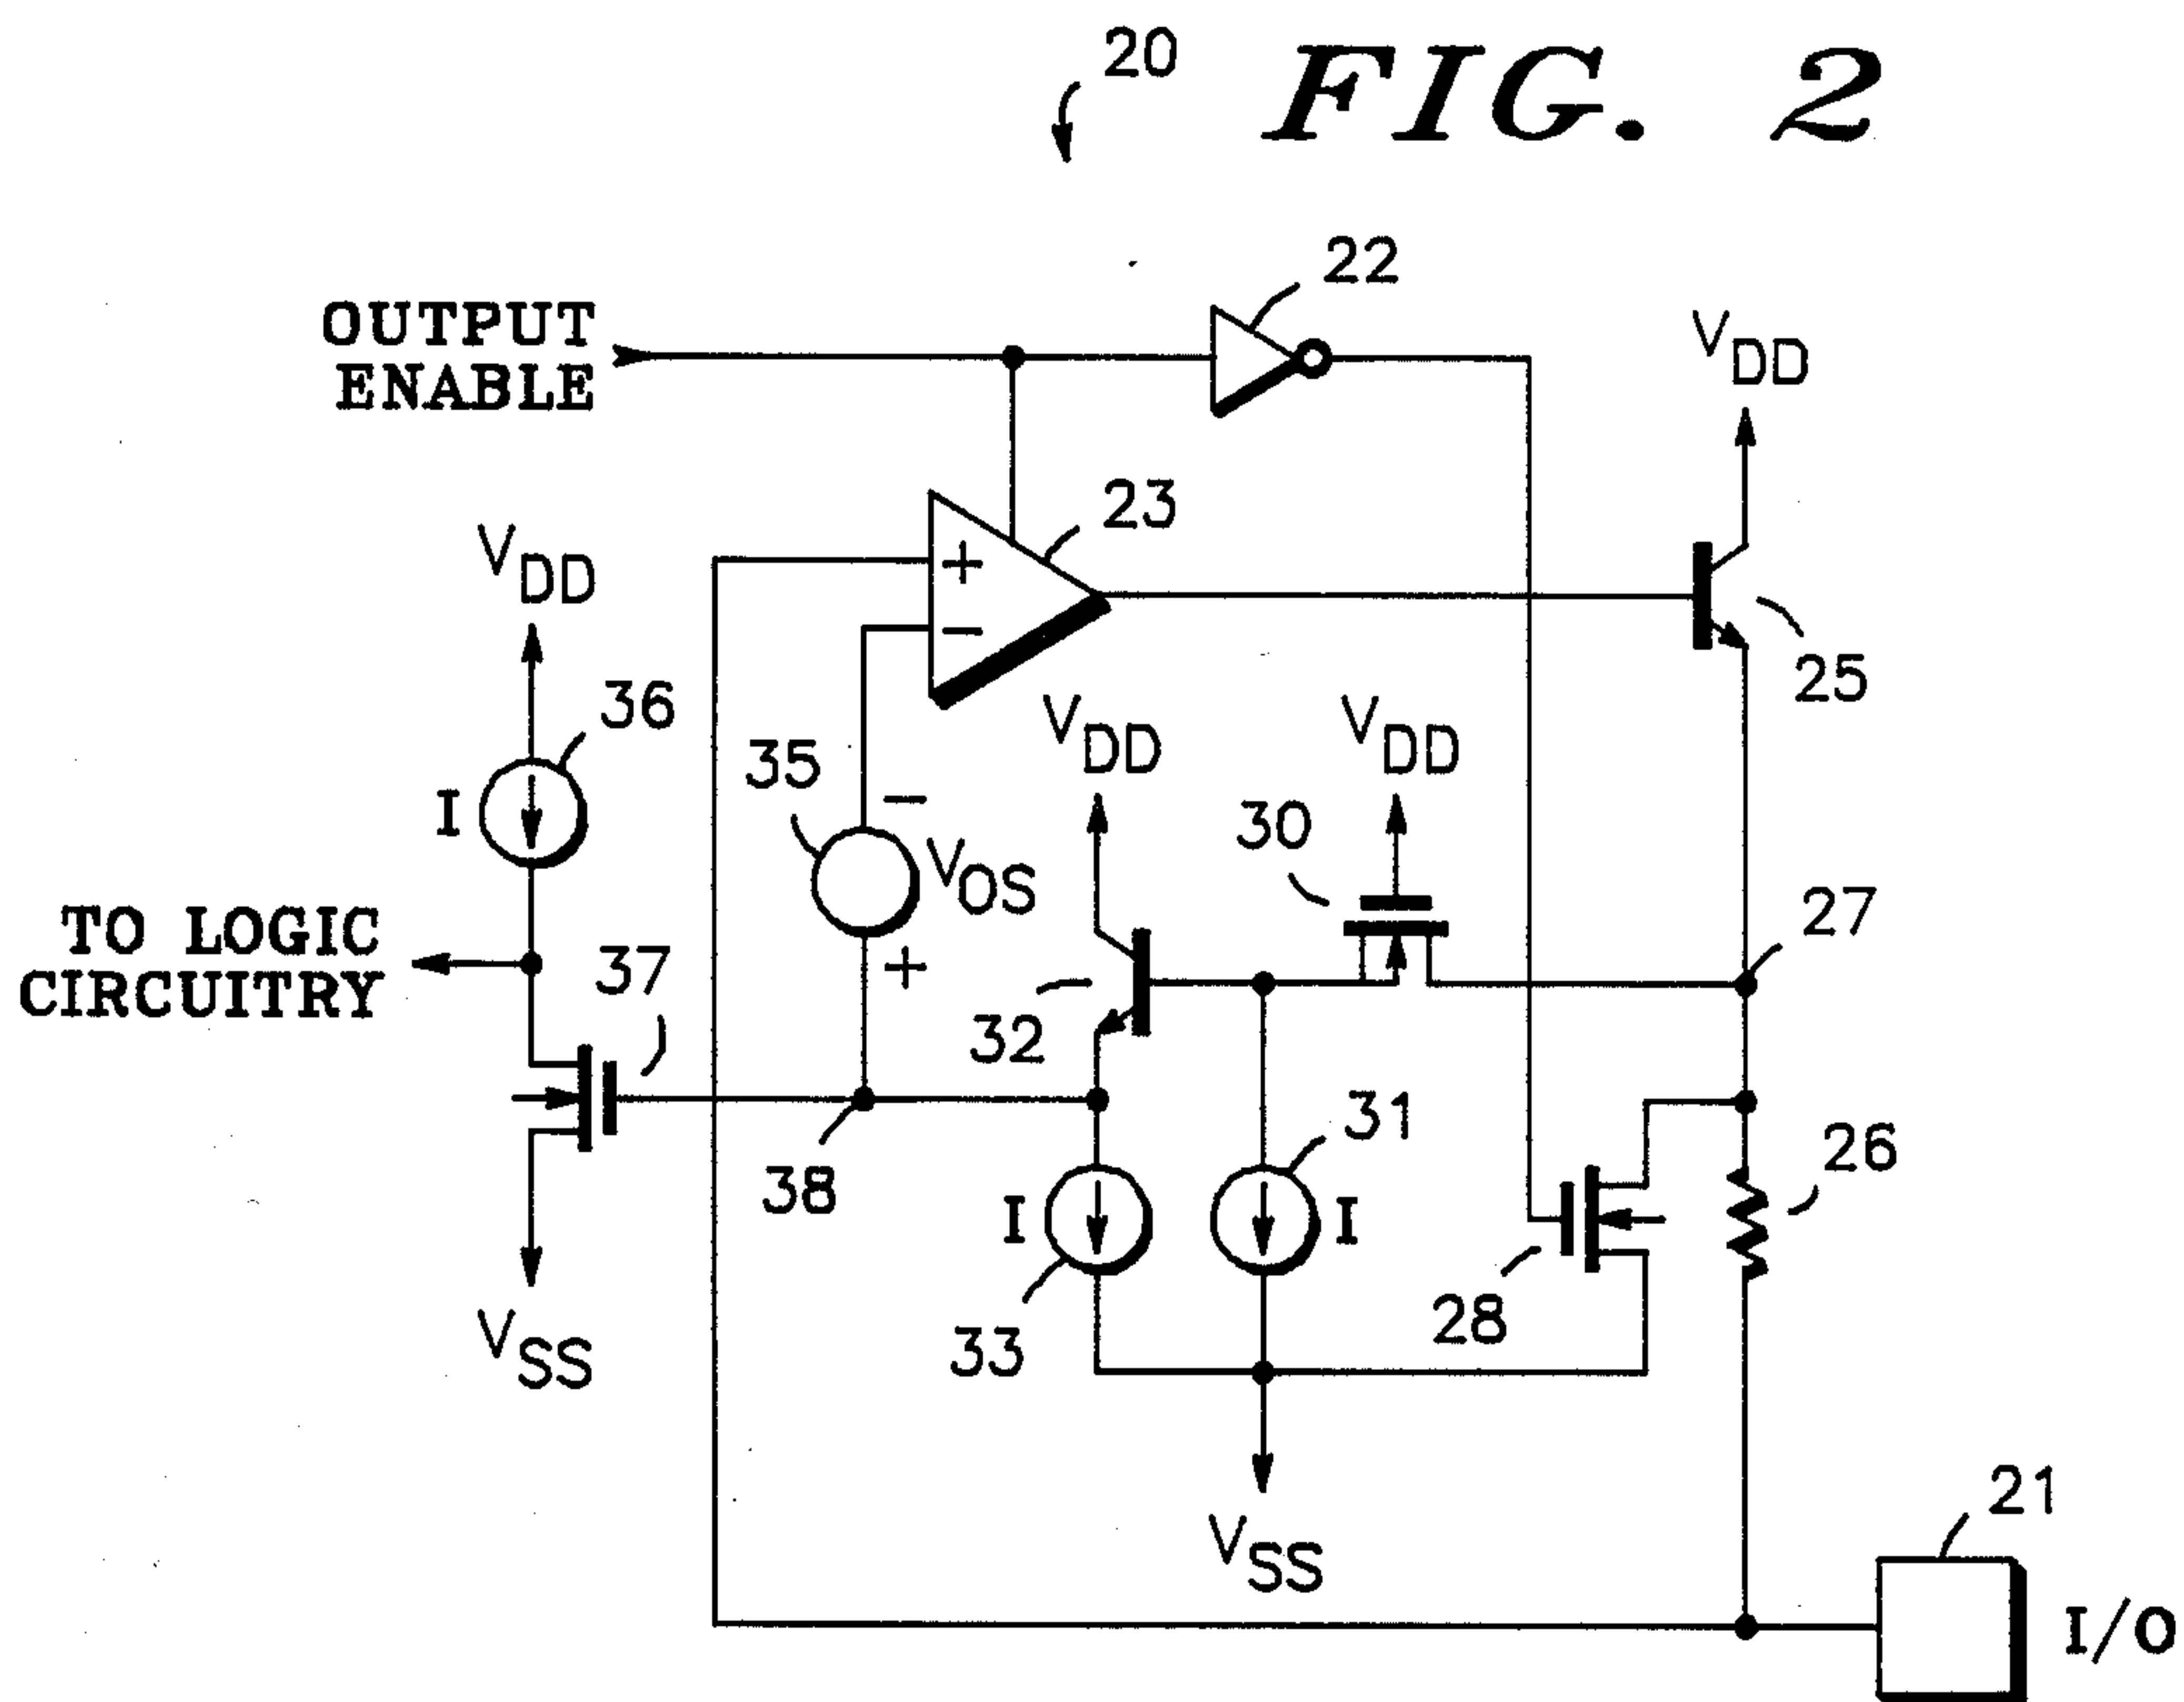 20
FIG. 2
22
OUTPUT
ENABLE
VDD
23
+
−
VDD
25
36
I
35
−
VOS
+
VDD
VDD
30
27
TO LOGIC
CIRCUITRY
37
32
31
38
26
I
I
28
33
VSS
VSS
21
I/O